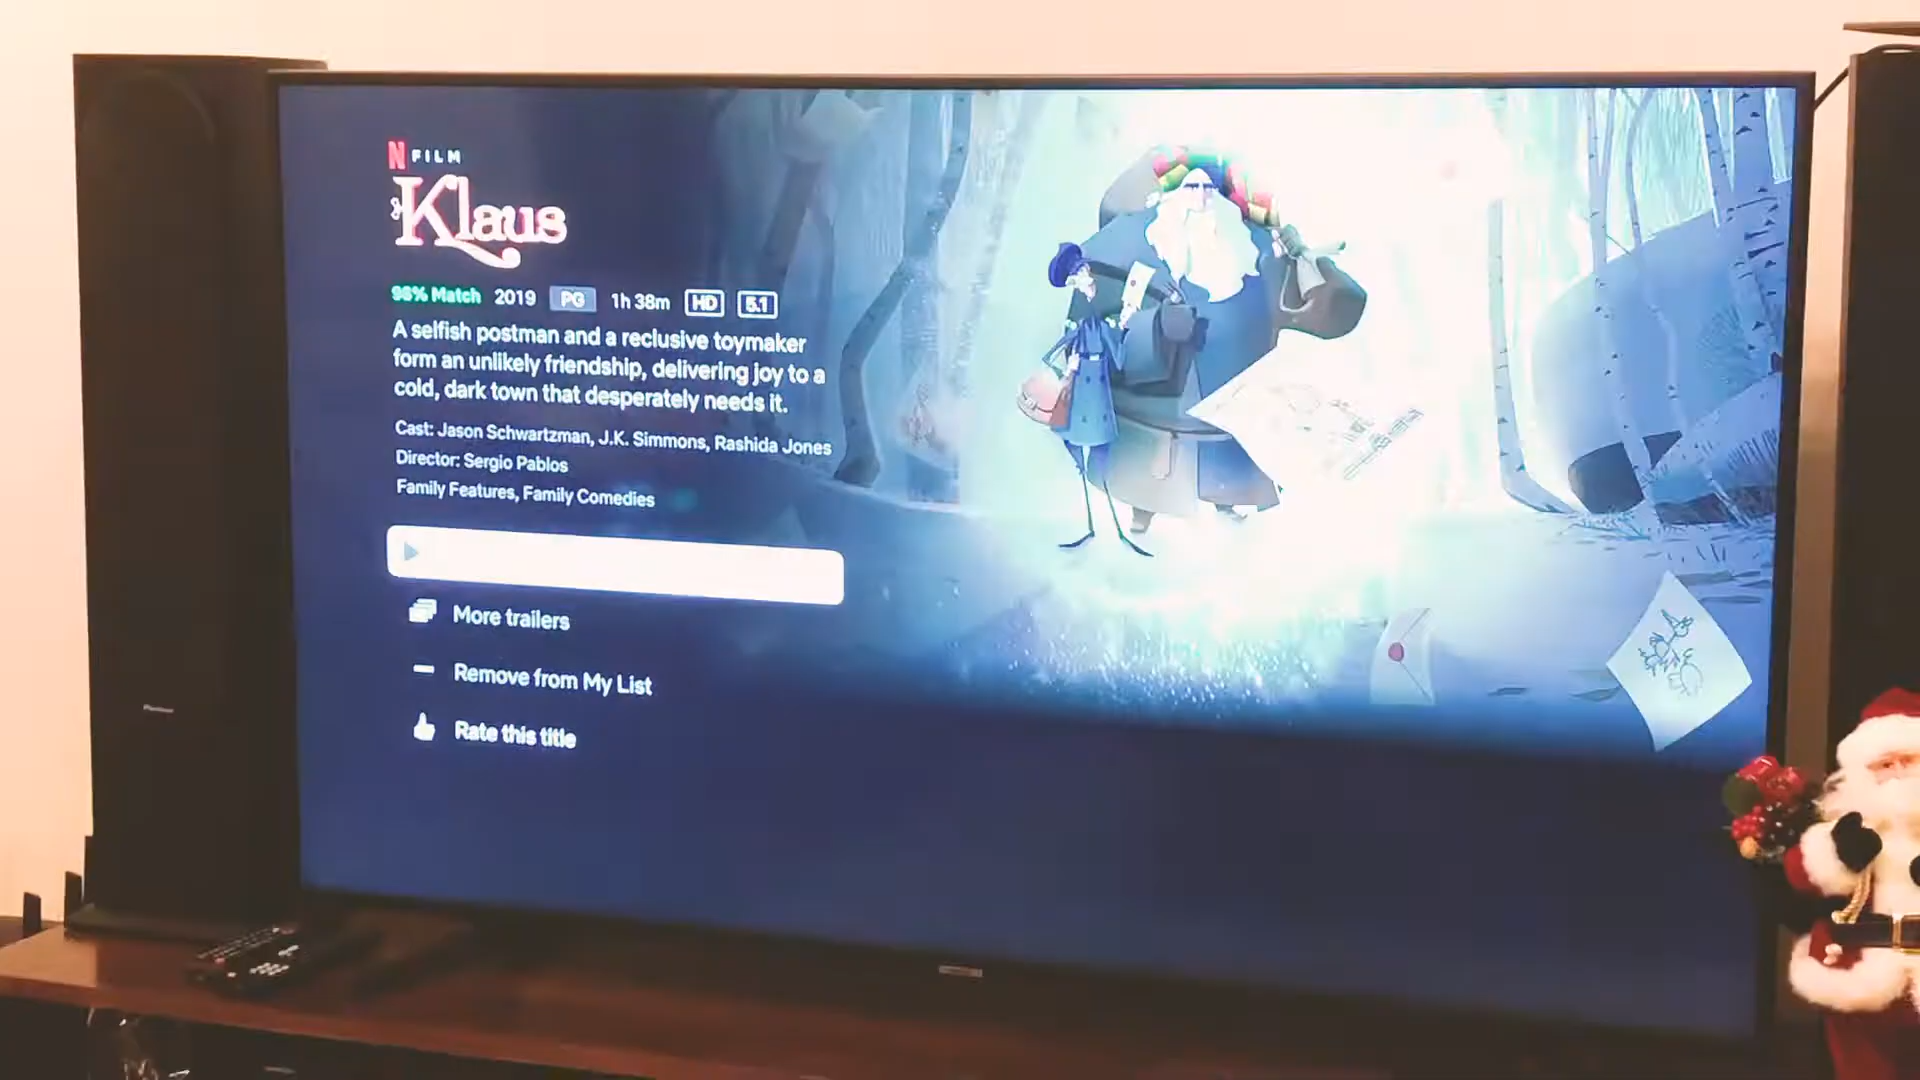 N FILM
Klaus
98% Match 2019 PG 1h 38m HD 5.1
A selfish postman and a reclusive toymaker
form an unlikely friendship, delivering joy to a
cold, dark town that desperately needs it.
Cast: Jason Schwartzman, J.K. Simmons, Rashida Jones
Director: Sergio Pablos
Family Features, Family Comedies
More trailers
Remove from My List
Rate this title